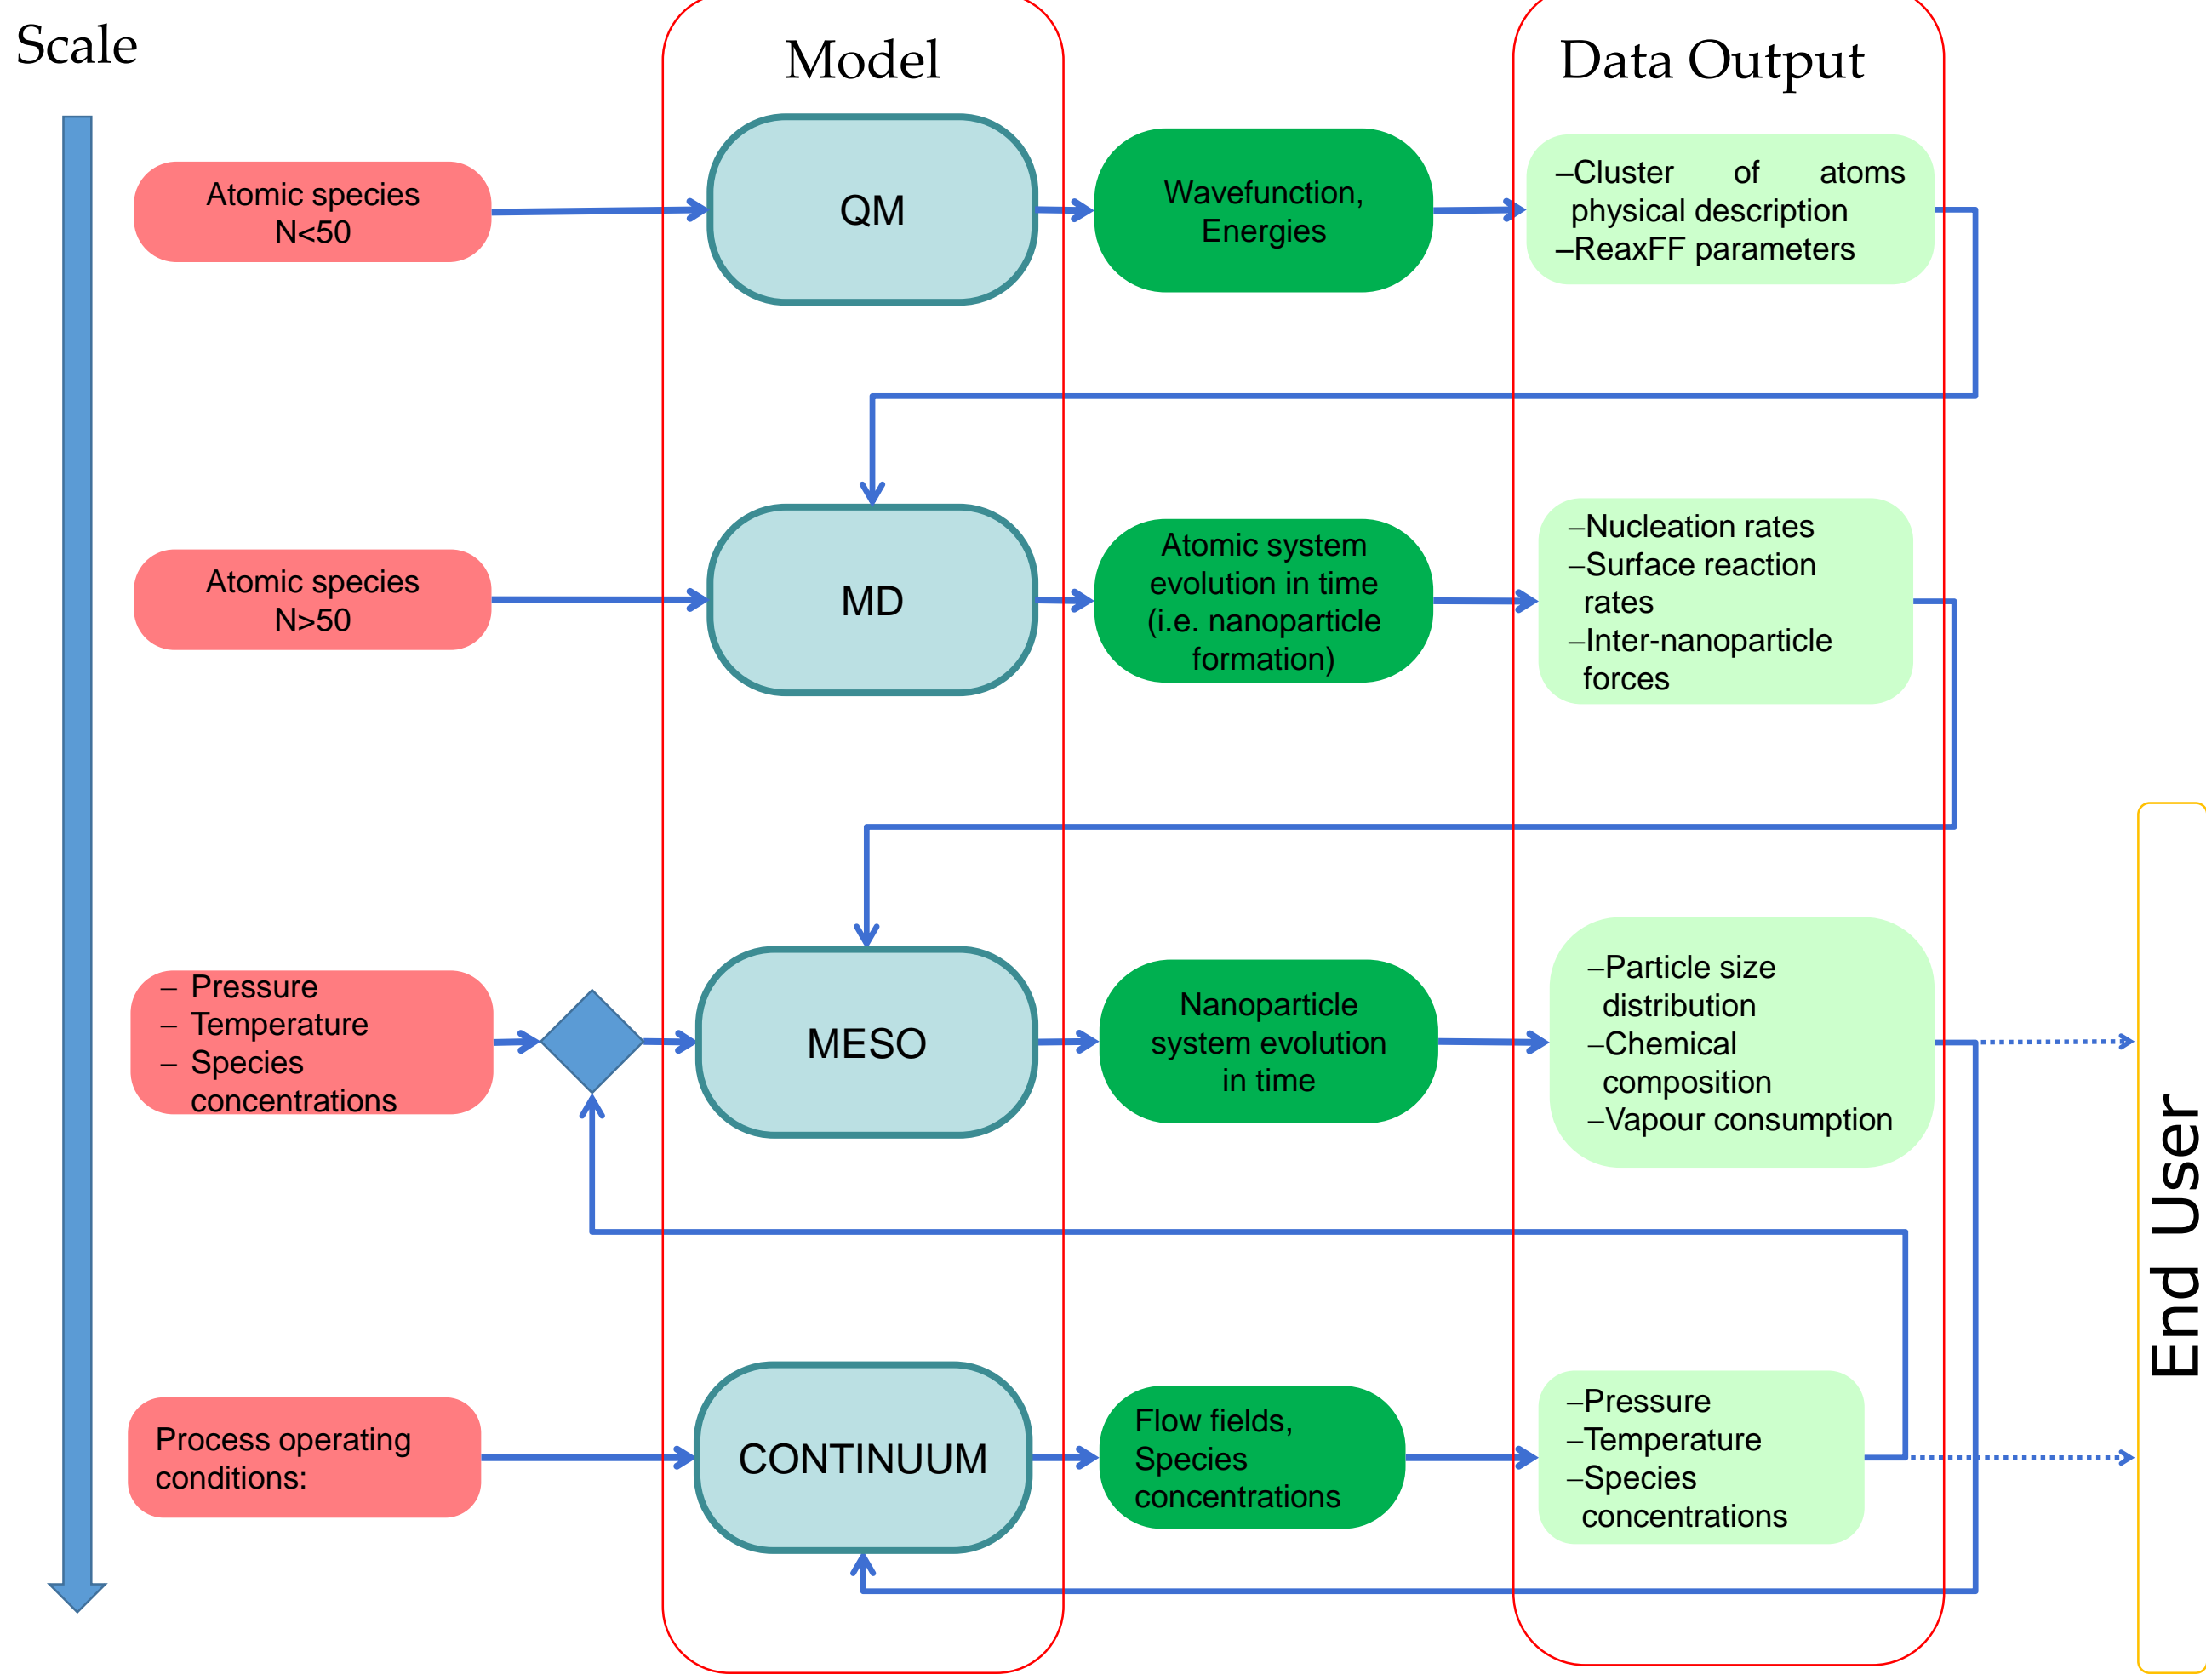 Scale
Model
Data Output
Atomic species
N<50
QM
Wavefunction,
Energies
–Cluster of atoms
physical description
–ReaxFF parameters
Atomic species
N>50
MD
Atomic system
evolution in time
(i.e. nanoparticle
formation)
–Nucleation rates
–Surface reaction
rates
–Inter-nanoparticle
forces
– Pressure
– Temperature
– Species
concentrations
MESO
Nanoparticle
system evolution
in time
–Particle size
distribution
–Chemical
composition
–Vapour consumption
End User
Process operating
conditions:
CONTINUUM
Flow fields,
Species
concentrations
–Pressure
–Temperature
–Species
concentrations